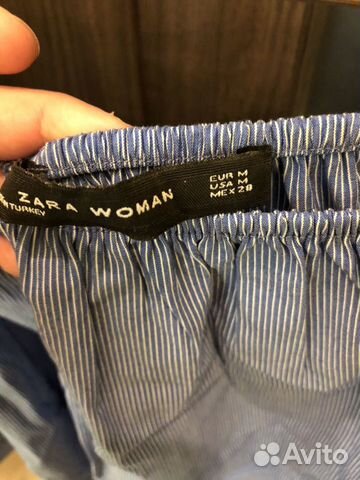 ZARA WOMAN
TURKEY
EUR M
USA M
MEX 28
Avito